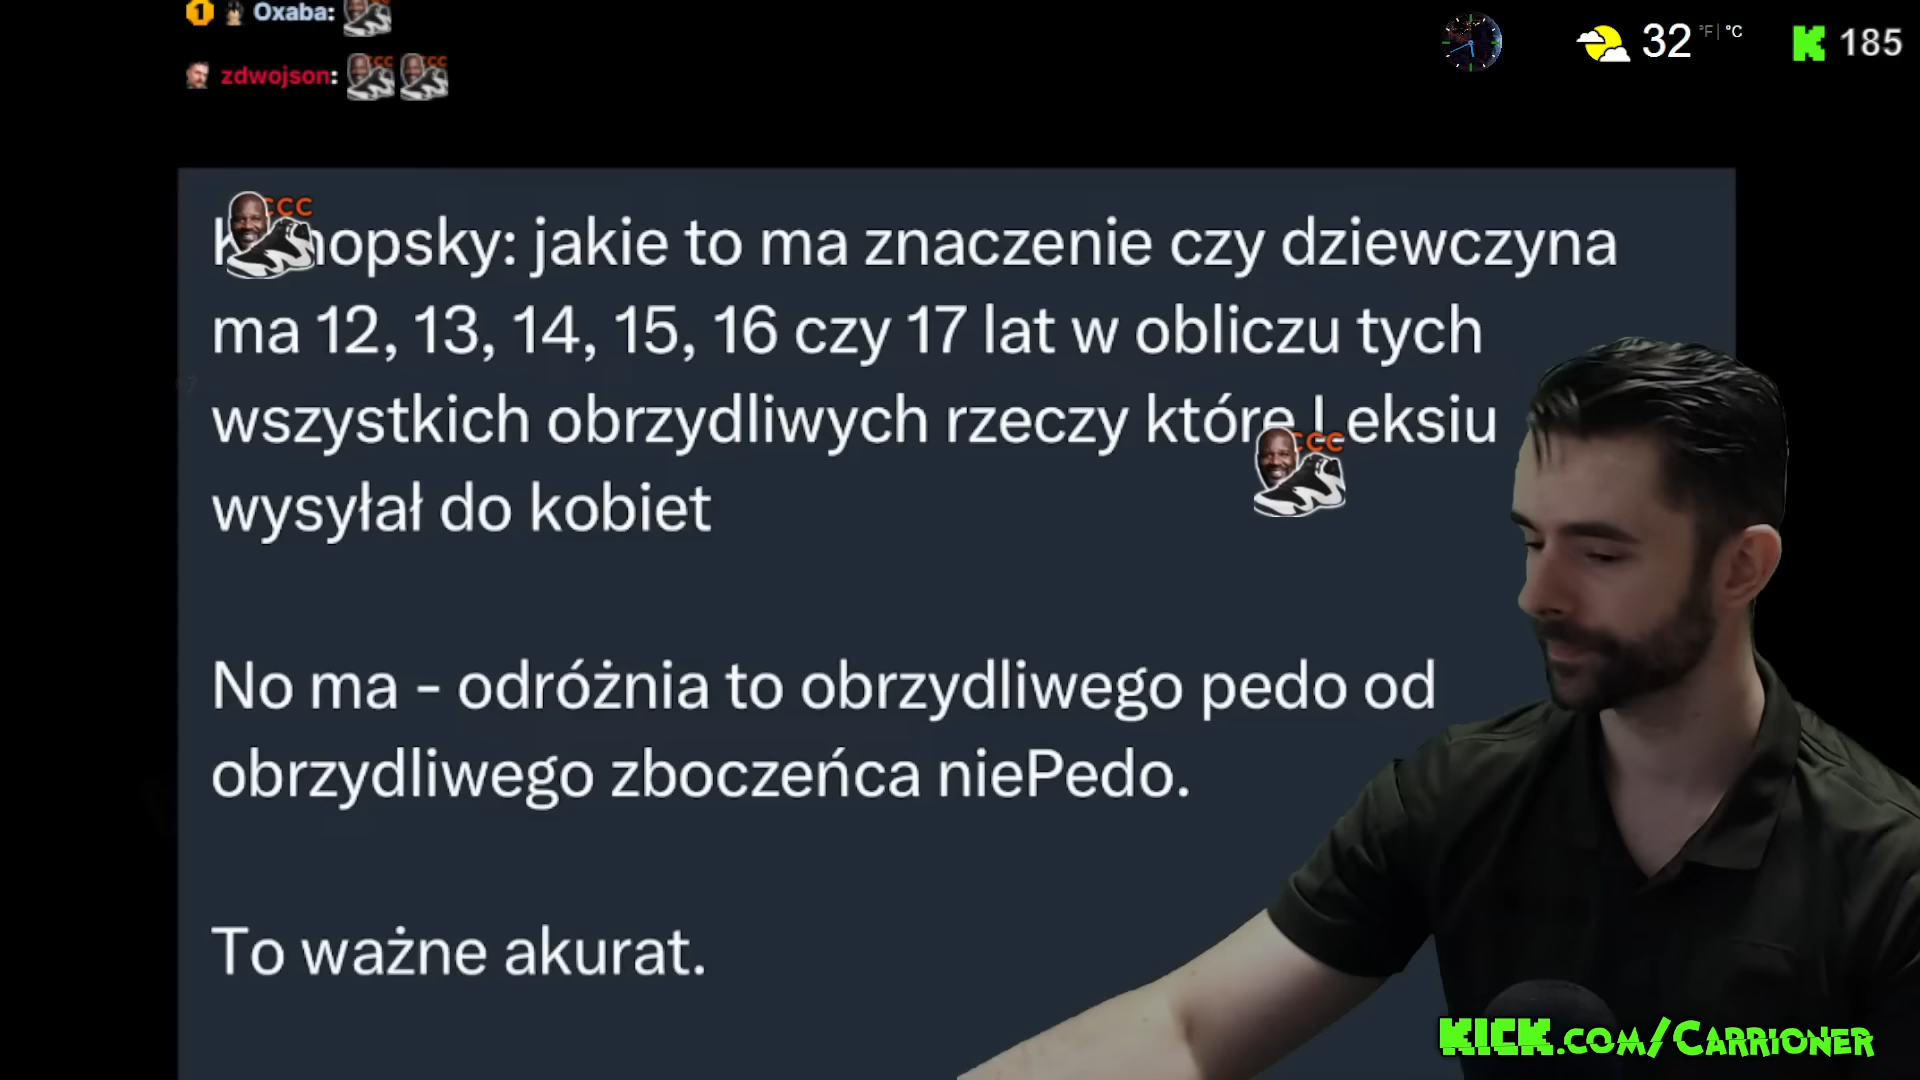 Oxaba:
zdwojson:
32 °F|°C
185
K nopsky: jakie to ma znaczenie czy dziewczyna
ma 12, 13, 14, 15, 16 czy 17 lat w obliczu tych
wszystkich obrzydliwych rzeczy które Leksiu
wysyłał do kobiet
No ma - odróżnia to obrzydliwego pedo od
obrzydliwego zboczeńca niePedo.
To ważne akurat.
KICK.com/Carrioner